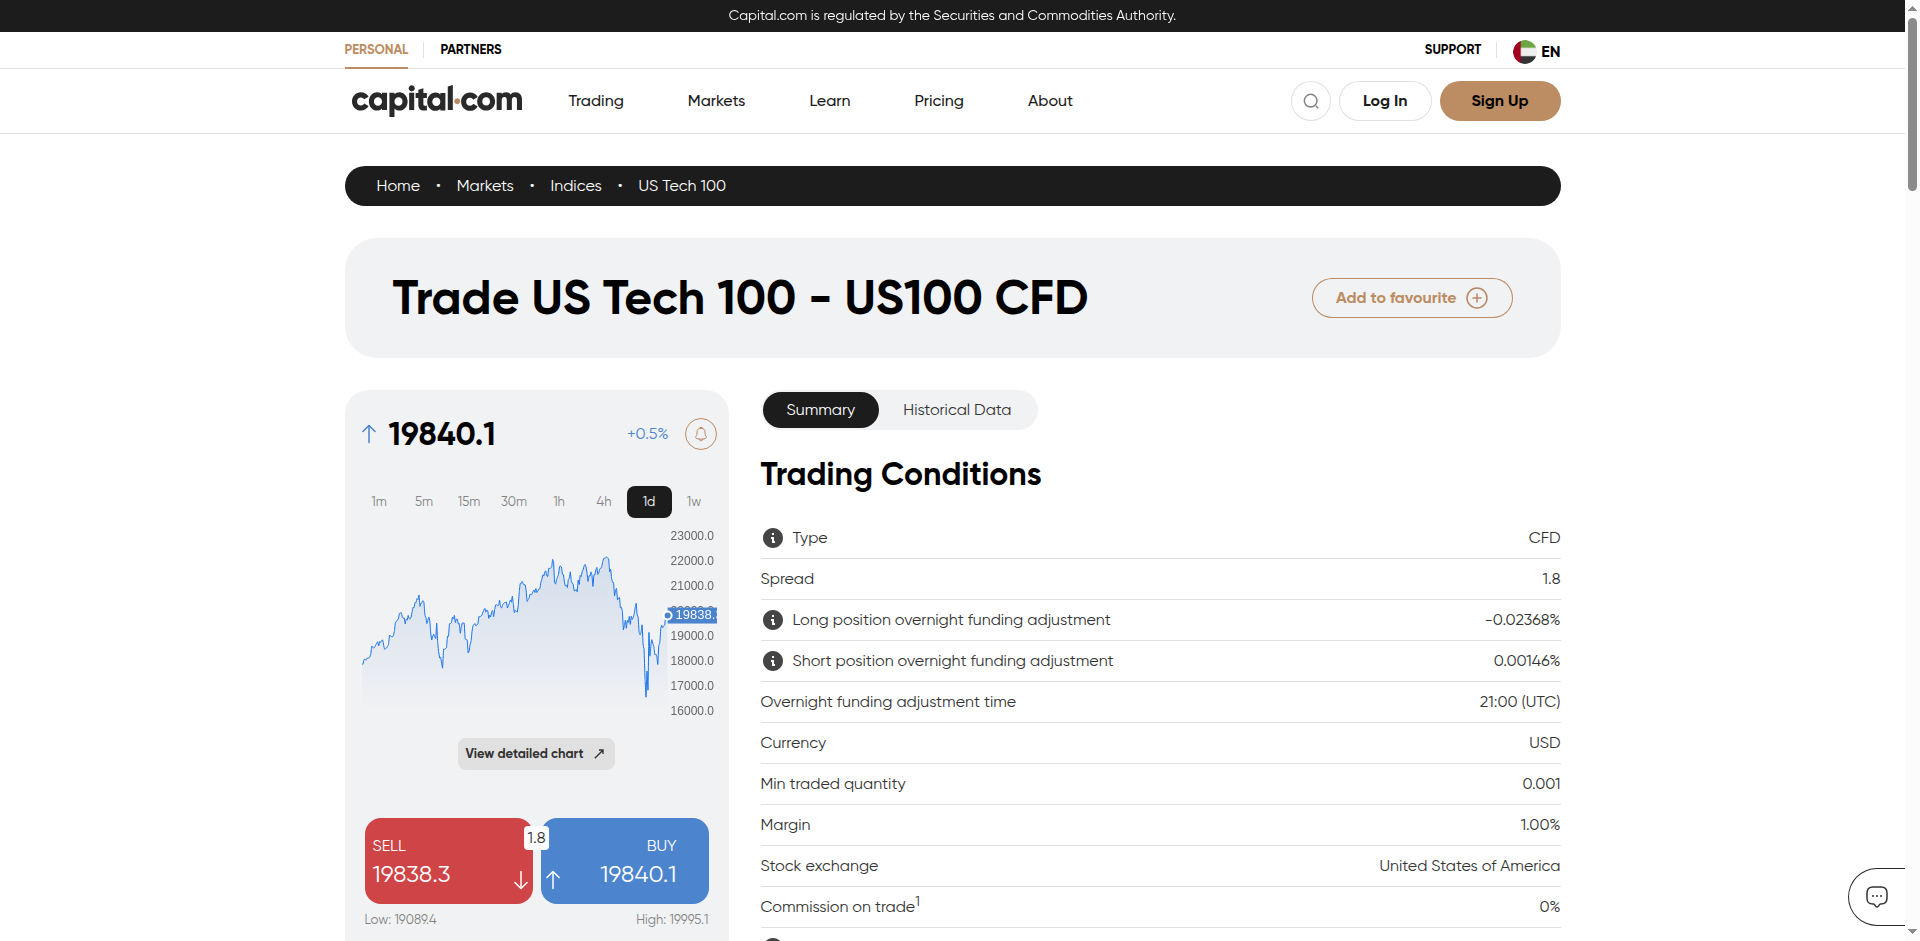 Capital.com is regulated by the Securities and Commodities Authority.
PERSONAL
PARTNERS
SUPPORT
EN
capital.com
Trading
Markets
Learn
Pricing
About
Log In
Sign Up
Home • Markets • Indices • US Tech 100
Trade US Tech 100 - US100 CFD
Add to favourite
19840.1
+0.5%
1m 5m 15m 30m 1h 4h 1d 1w
23000.0
22000.0
21000.0
19838.
19000.0
18000.0
17000.0
16000.0
View detailed chart
SELL
19838.3
1.8
BUY
19840.1
Low: 19089.4
High: 19995.1
Summary
Historical Data
Trading Conditions
Type CFD
Spread 1.8
Long position overnight funding adjustment -0.02368%
Short position overnight funding adjustment 0.00146%
Overnight funding adjustment time 21:00 (UTC)
Currency USD
Min traded quantity 0.001
Margin 1.00%
Stock exchange United States of America
Commission on trade1 0%